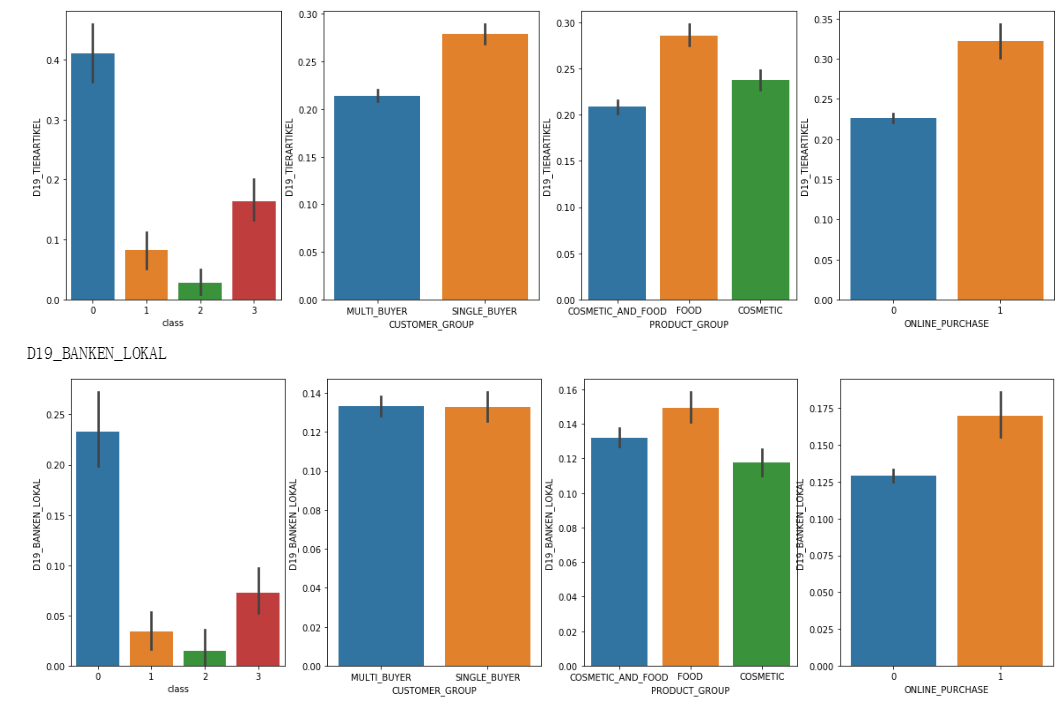 D19_TIERARTIKEL
0.4
0.3
0.2
0.1
0.0
0 1 2 3
class
D19_TIERARTIKEL
0.30
0.25
0.20
0.15
0.10
0.05
0.00
MULTI_BUYER SINGLE_BUYER
CUSTOMER_GROUP
D19_TIERARTIKEL
0.30
0.25
0.20
0.15
0.10
0.05
0.00
COSMETIC_AND_FOOD FOOD COSMETIC
PRODUCT_GROUP
D19_TIERARTIKEL
0.35
0.30
0.25
0.20
0.15
0.10
0.05
0.00
0 1
ONLINE_PURCHASE
D19_BANKEN_LOKAL
D19_BANKEN_LOKAL
0.25
0.20
0.15
0.10
0.05
0.00
0 1 2 3
class
D19_BANKEN_LOKAL
0.14
0.12
0.10
0.08
0.06
0.04
0.02
0.00
MULTI_BUYER SINGLE_BUYER
CUSTOMER_GROUP
D19_BANKEN_LOKAL
0.16
0.14
0.12
0.10
0.08
0.06
0.04
0.02
0.00
COSMETIC_AND_FOOD FOOD COSMETIC
PRODUCT_GROUP
D19_BANKEN_LOKAL
0.175
0.150
0.125
0.100
0.075
0.050
0.025
0.000
0 1
ONLINE_PURCHASE